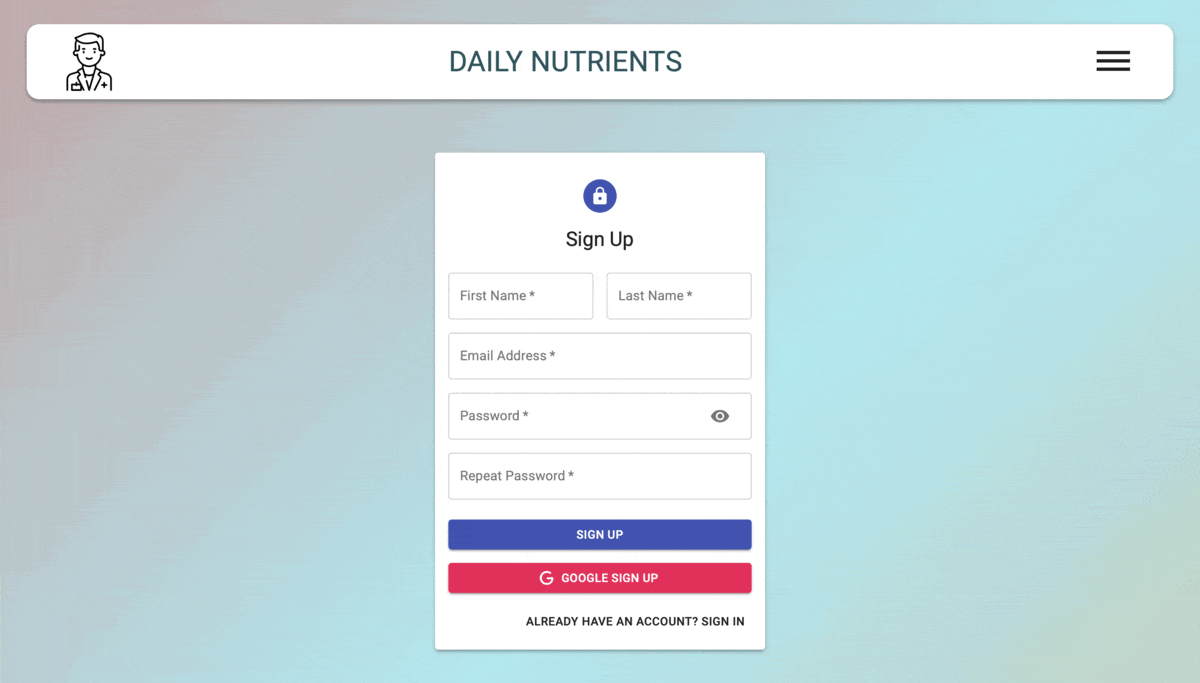 DAILY NUTRIENTS
Sign Up
First Name *
Last Name *
Email Address *
Password *
Repeat Password *
SIGN UP
G GOOGLE SIGN UP
ALREADY HAVE AN ACCOUNT? SIGN IN